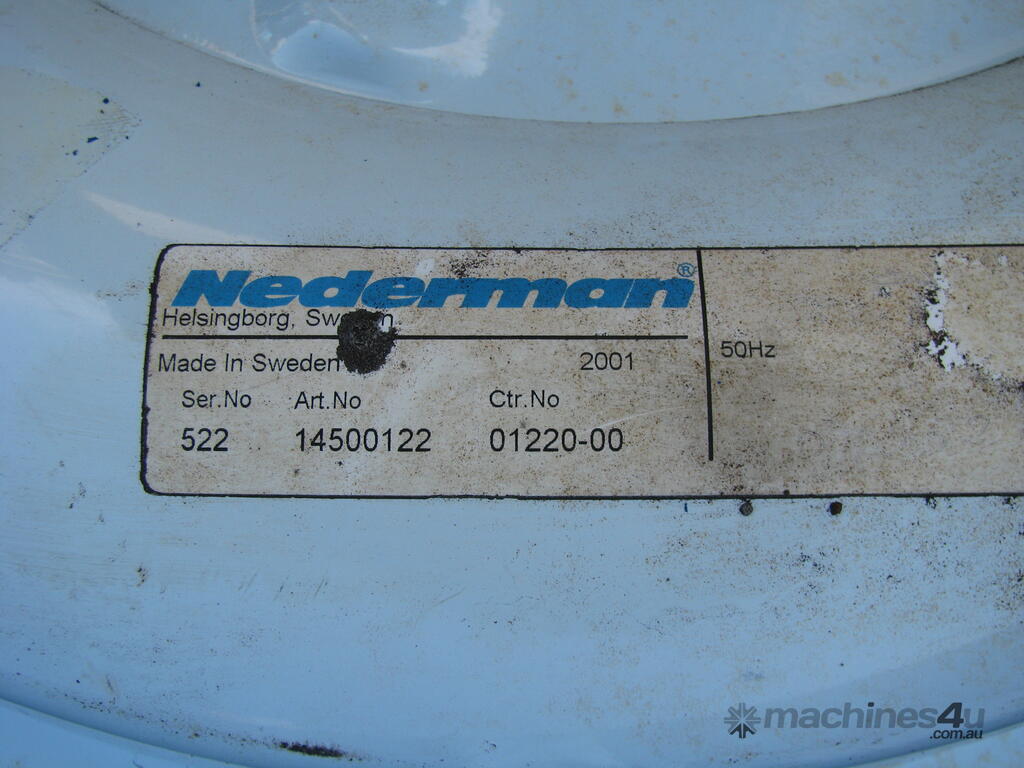 Nederman®
Helsingborg, Sweden
Made In Sweden 2001
50Hz
Ser.No Art.No Ctr.No
522 14500122 01220-00
machines4u
.com.au